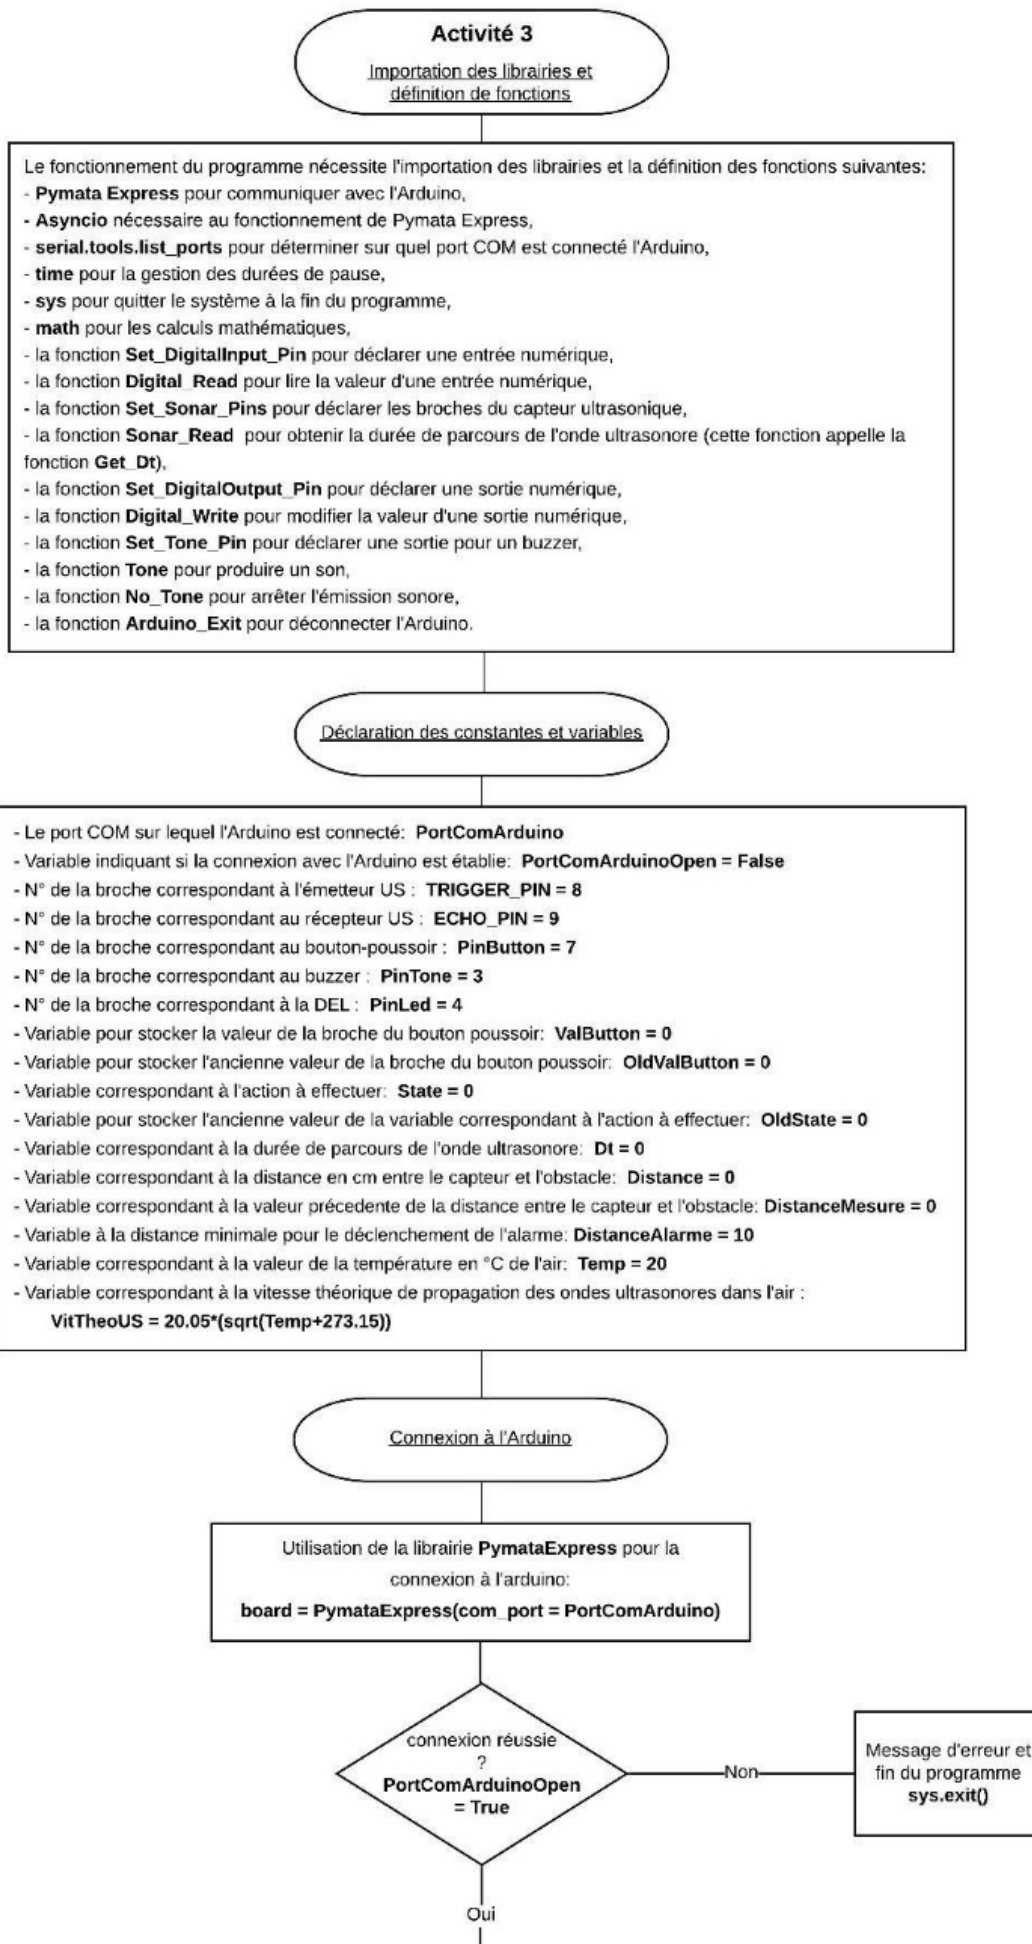 Activité 3
Importation des librairies et
définition de fonctions
Le fonctionnement du programme nécessite l'importation des librairies et la définition des fonctions suivantes:
- Pymata Express pour communiquer avec l'Arduino,
- Asyncio nécessaire au fonctionnement de Pymata Express,
- serial.tools.list_ports pour déterminer sur quel port COM est connecté l'Arduino,
- time pour la gestion des durées de pause,
- sys pour quitter le système à la fin du programme,
- math pour les calculs mathématiques,
- la fonction Set_DigitalInput_Pin pour déclarer une entrée numérique,
- la fonction Digital_Read pour lire la valeur d'une entrée numérique,
- la fonction Set_Sonar_Pins pour déclarer les broches du capteur ultrasonique,
- la fonction Sonar_Read pour obtenir la durée de parcours de l'onde ultrasonore (cette fonction appelle la
fonction Get_Dt),
- la fonction Set_DigitalOutput_Pin pour déclarer une sortie numérique,
- la fonction Digital_Write pour modifier la valeur d'une sortie numérique,
- la fonction Set_Tone_Pin pour déclarer une sortie pour un buzzer,
- la fonction Tone pour produire un son,
- la fonction No_Tone pour arrêter l'émission sonore,
- la fonction Arduino_Exit pour déconnecter l'Arduino.
Déclaration des constantes et variables
- Le port COM sur lequel l'Arduino est connecté: PortComArduino
- Variable indiquant si la connexion avec l'Arduino est établie: PortComArduinoOpen = False
- N° de la broche correspondant à l'émetteur US : TRIGGER_PIN = 8
- N° de la broche correspondant au récepteur US : ECHO_PIN = 9
- N° de la broche correspondant au bouton-poussoir : PinButton = 7
- N° de la broche correspondant au buzzer : PinTone = 3
- N° de la broche correspondant à la DEL : PinLed = 4
- Variable pour stocker la valeur de la broche du bouton poussoir: ValButton = 0
- Variable pour stocker l'ancienne valeur de la broche du bouton poussoir: OldValButton = 0
- Variable correspondant à l'action à effectuer: State = 0
- Variable pour stocker l'ancienne valeur de la variable correspondant à l'action à effectuer: OldState = 0
- Variable correspondant à la durée de parcours de l'onde ultrasonore: Dt = 0
- Variable correspondant à la distance en cm entre le capteur et l'obstacle: Distance = 0
- Variable correspondant à la valeur précedente de la distance entre le capteur et l'obstacle: DistanceMesure = 0
- Variable à la distance minimale pour le déclenchement de l'alarme: DistanceAlarme = 10
- Variable correspondant à la valeur de la température en °C de l'air: Temp = 20
- Variable correspondant à la vitesse théorique de propagation des ondes ultrasonores dans l'air :
VitTheoUS = 20.05*(sqrt(Temp+273.15))
Connexion à l'Arduino
Utilisation de la librairie PymataExpress pour la
connexion à l'arduino:
board = PymataExpress(com_port = PortComArduino)
connexion réussie
?
PortComArduinoOpen
= True
Non
Message d'erreur et
fin du programme
sys.exit()
Oui